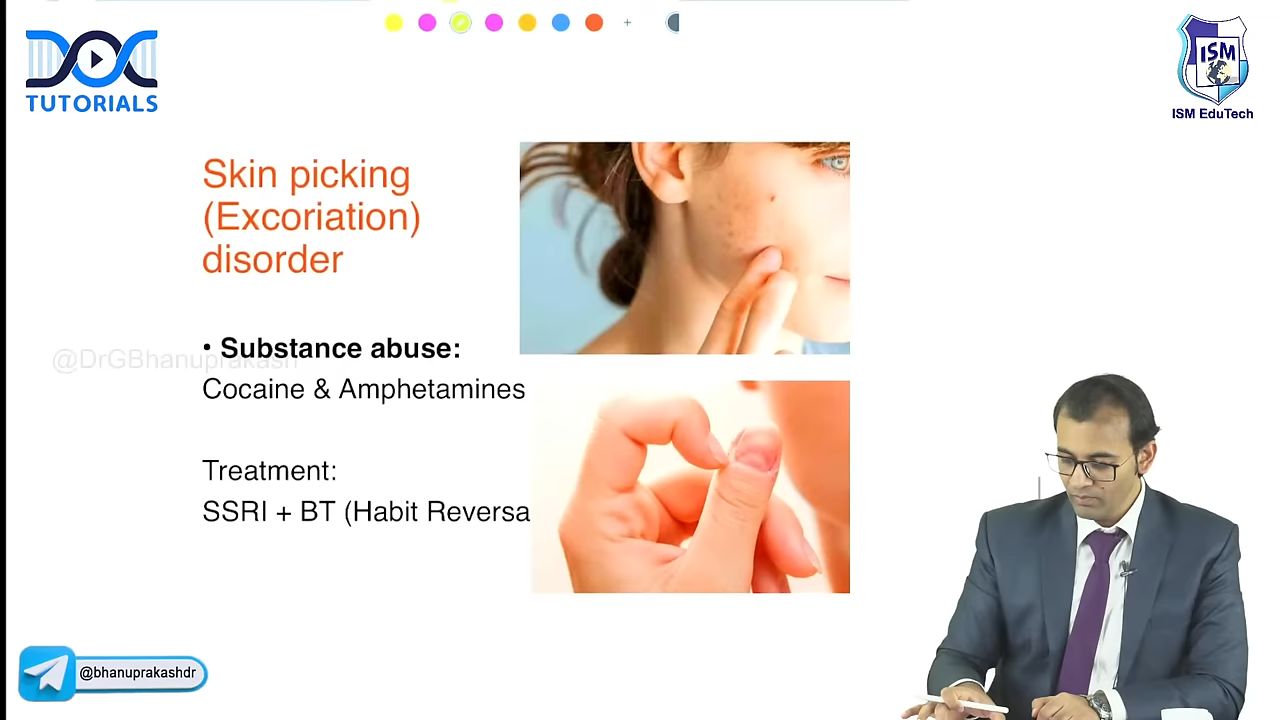 TUTORIALS
ISM
ISM EduTech
Skin picking
(Excoriation)
disorder
• Substance abuse:
@DrGBhanuprakash
Cocaine & Amphetamines
Treatment:
SSRI + BT (Habit Reversa
@bhanuprakashdr